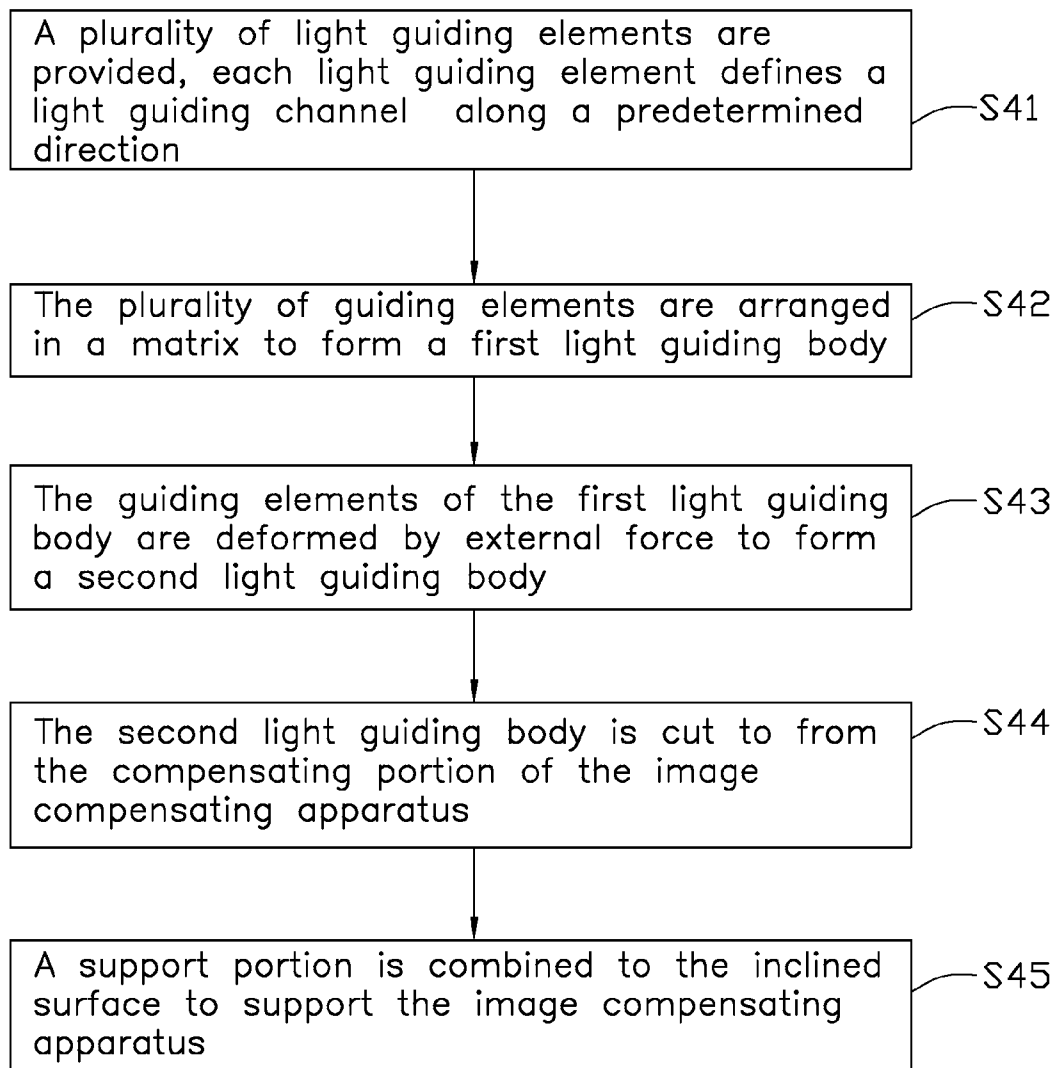 A plurality of light guiding elements are
provided, each light guiding element defines a
light guiding channel along a predetermined
direction
S41
The plurality of guiding elements are arranged
in a matrix to form a first light guiding body
S42
The guiding elements of the first light guiding
body are deformed by external force to form
a second light guiding body
S43
The second light guiding body is cut to from
the compensating portion of the image
compensating apparatus
S44
A support portion is combined to the inclined
surface to support the image compensating
apparatus
S45